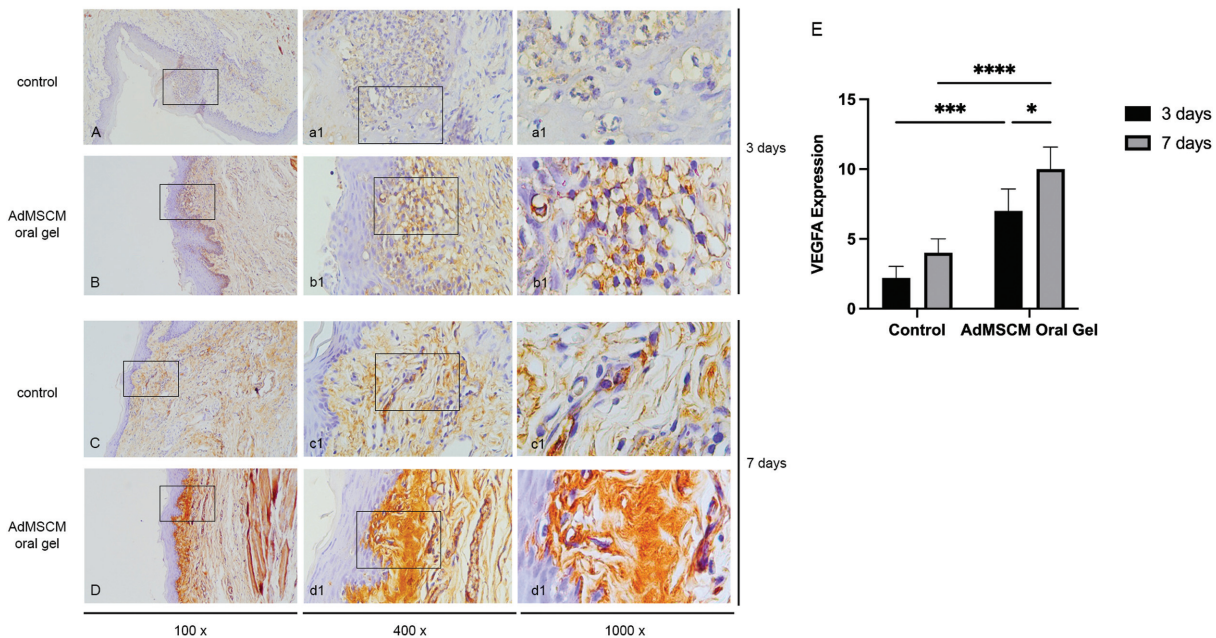 control
A
a1
a1
3 days
AdMSCM
oral gel
B
b1
b1
control
C
c1
c1
7 days
AdMSCM
oral gel
D
d1
d1
100 x
400 x
1000 x
E
****
***
*
15
10
5
0
VEGFA Expression
Control
AdMSCM Oral Gel
3 days
7 days